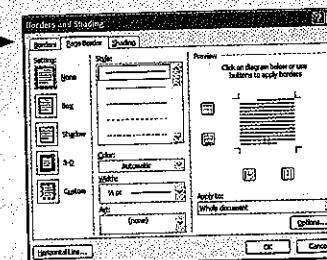 Borders and Shading
Borders Page Border Shading
Setting:
None
Box
Shadow
3-D
Custom
Style:
Color:
Automatic
Width:
½ pt
Art:
(none)
Preview
Click on diagram below or use
buttons to apply borders
Apply to:
Whole document
Options...
Horizontal Line...
OK
Cancel